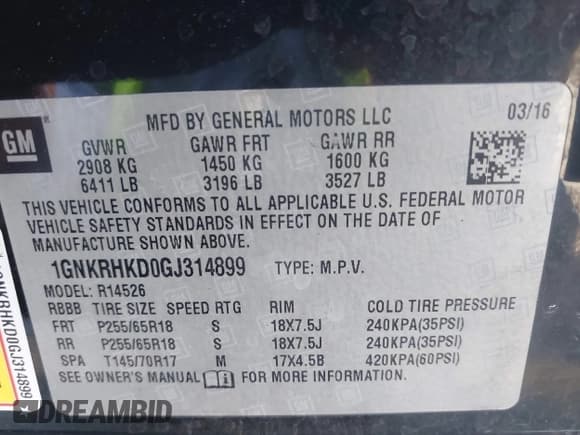 GM
MFD BY GENERAL MOTORS LLC 03/16
GVWR GAWR FRT GAWR RR
2908 KG 1450 KG 1600 KG
6411 LB 3196 LB 3527 LB
THIS VEHICLE CONFORMS TO ALL APPLICABLE U.S. FEDERAL MOTOR
VEHICLE SAFETY STANDARDS IN EFFECT ON THE DATE OF
MANUFACTURE SHOWN ABOVE.
1GNKRHKD0GJ314899 TYPE: M.P.V.
MODEL: R14526
RBBB TIRE SIZE SPEED RTG RIM COLD TIRE PRESSURE
FRT P255/65R18 S 18X7.5J 240KPA(35PSI)
RR P255/65R18 S 18X7.5J 240KPA(35PSI)
SPA T145/70R17 M 17X4.5B 420KPA(60PSI)
SEE OWNER'S MANUAL FOR MORE INFORMATION.
1GNKRHKD0GJ314899
DREAMBID